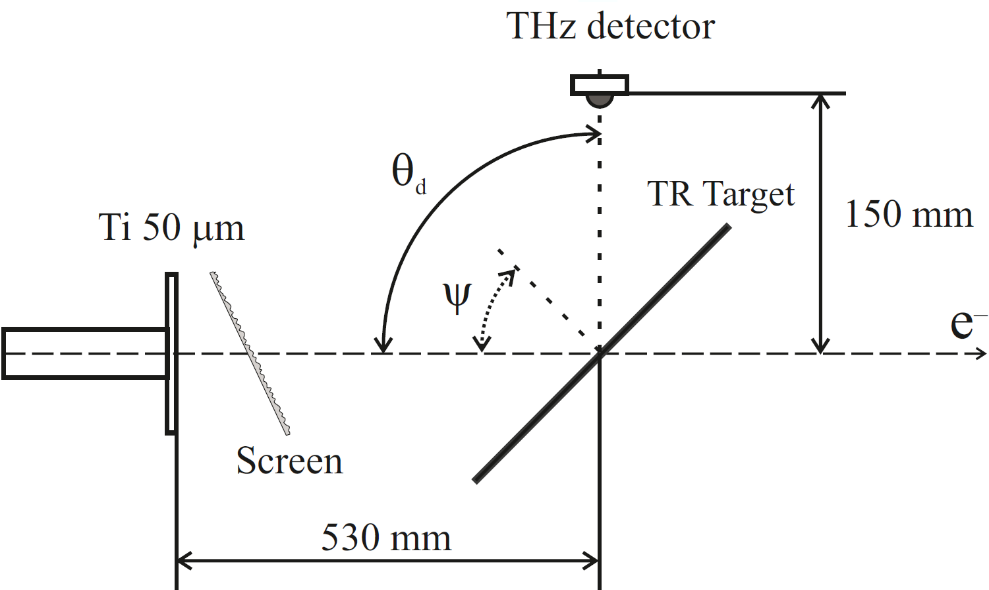 THz detector
θd
TR Target
Ti 50 μm
150 mm
ψ
e–
Screen
530 mm